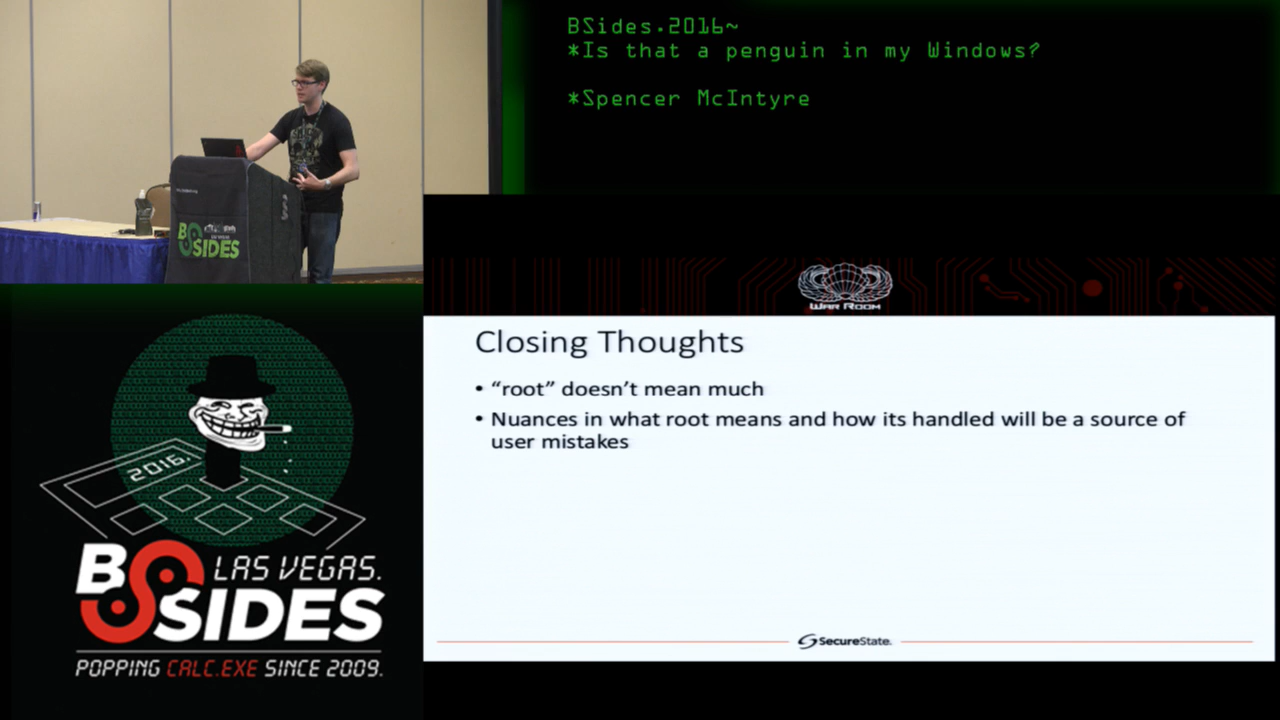 BSides.2016~
*Is that a penguin in my Windows?
*Spencer McIntyre
BSIDES
WAR ROOM
Closing Thoughts
• “root” doesn’t mean much
• Nuances in what root means and how its handled will be a source of
user mistakes
SecureState.
2016.
BSIDES
LAS VEGAS.
POPPING CALC.EXE SINCE 2009.